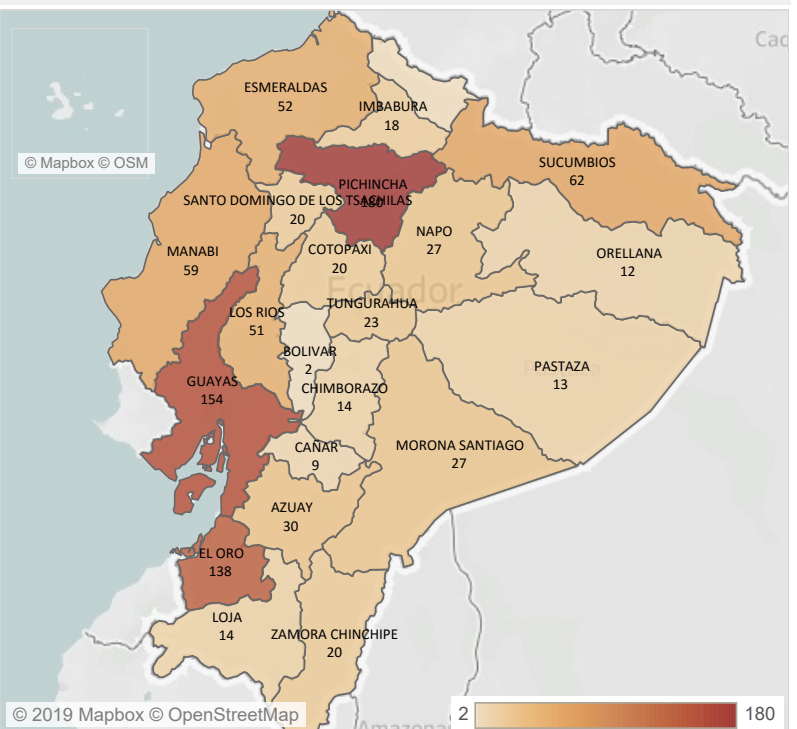 Cac
© Mapbox © OSM
ESMERALDAS
52
IMBABURA
18
SUCUMBIOS
62
PICHINCHA
180
SANTO DOMINGO DE LOS TSACHILAS
20
NAPO
27
MANABI
59
COTOPAXI
20
ORELLANA
12
Ecuador
TUNGURAHUA
23
LOS RIOS
51
BOLIVAR
2
PASTAZA
13
GUAYAS
154
CHIMBORAZO
14
CAÑAR
9
MORONA SANTIAGO
27
AZUAY
30
EL ORO
138
LOJA
14
ZAMORA CHINCHIPE
20
© 2019 Mapbox © OpenStreetMap
Amazonas
2
180